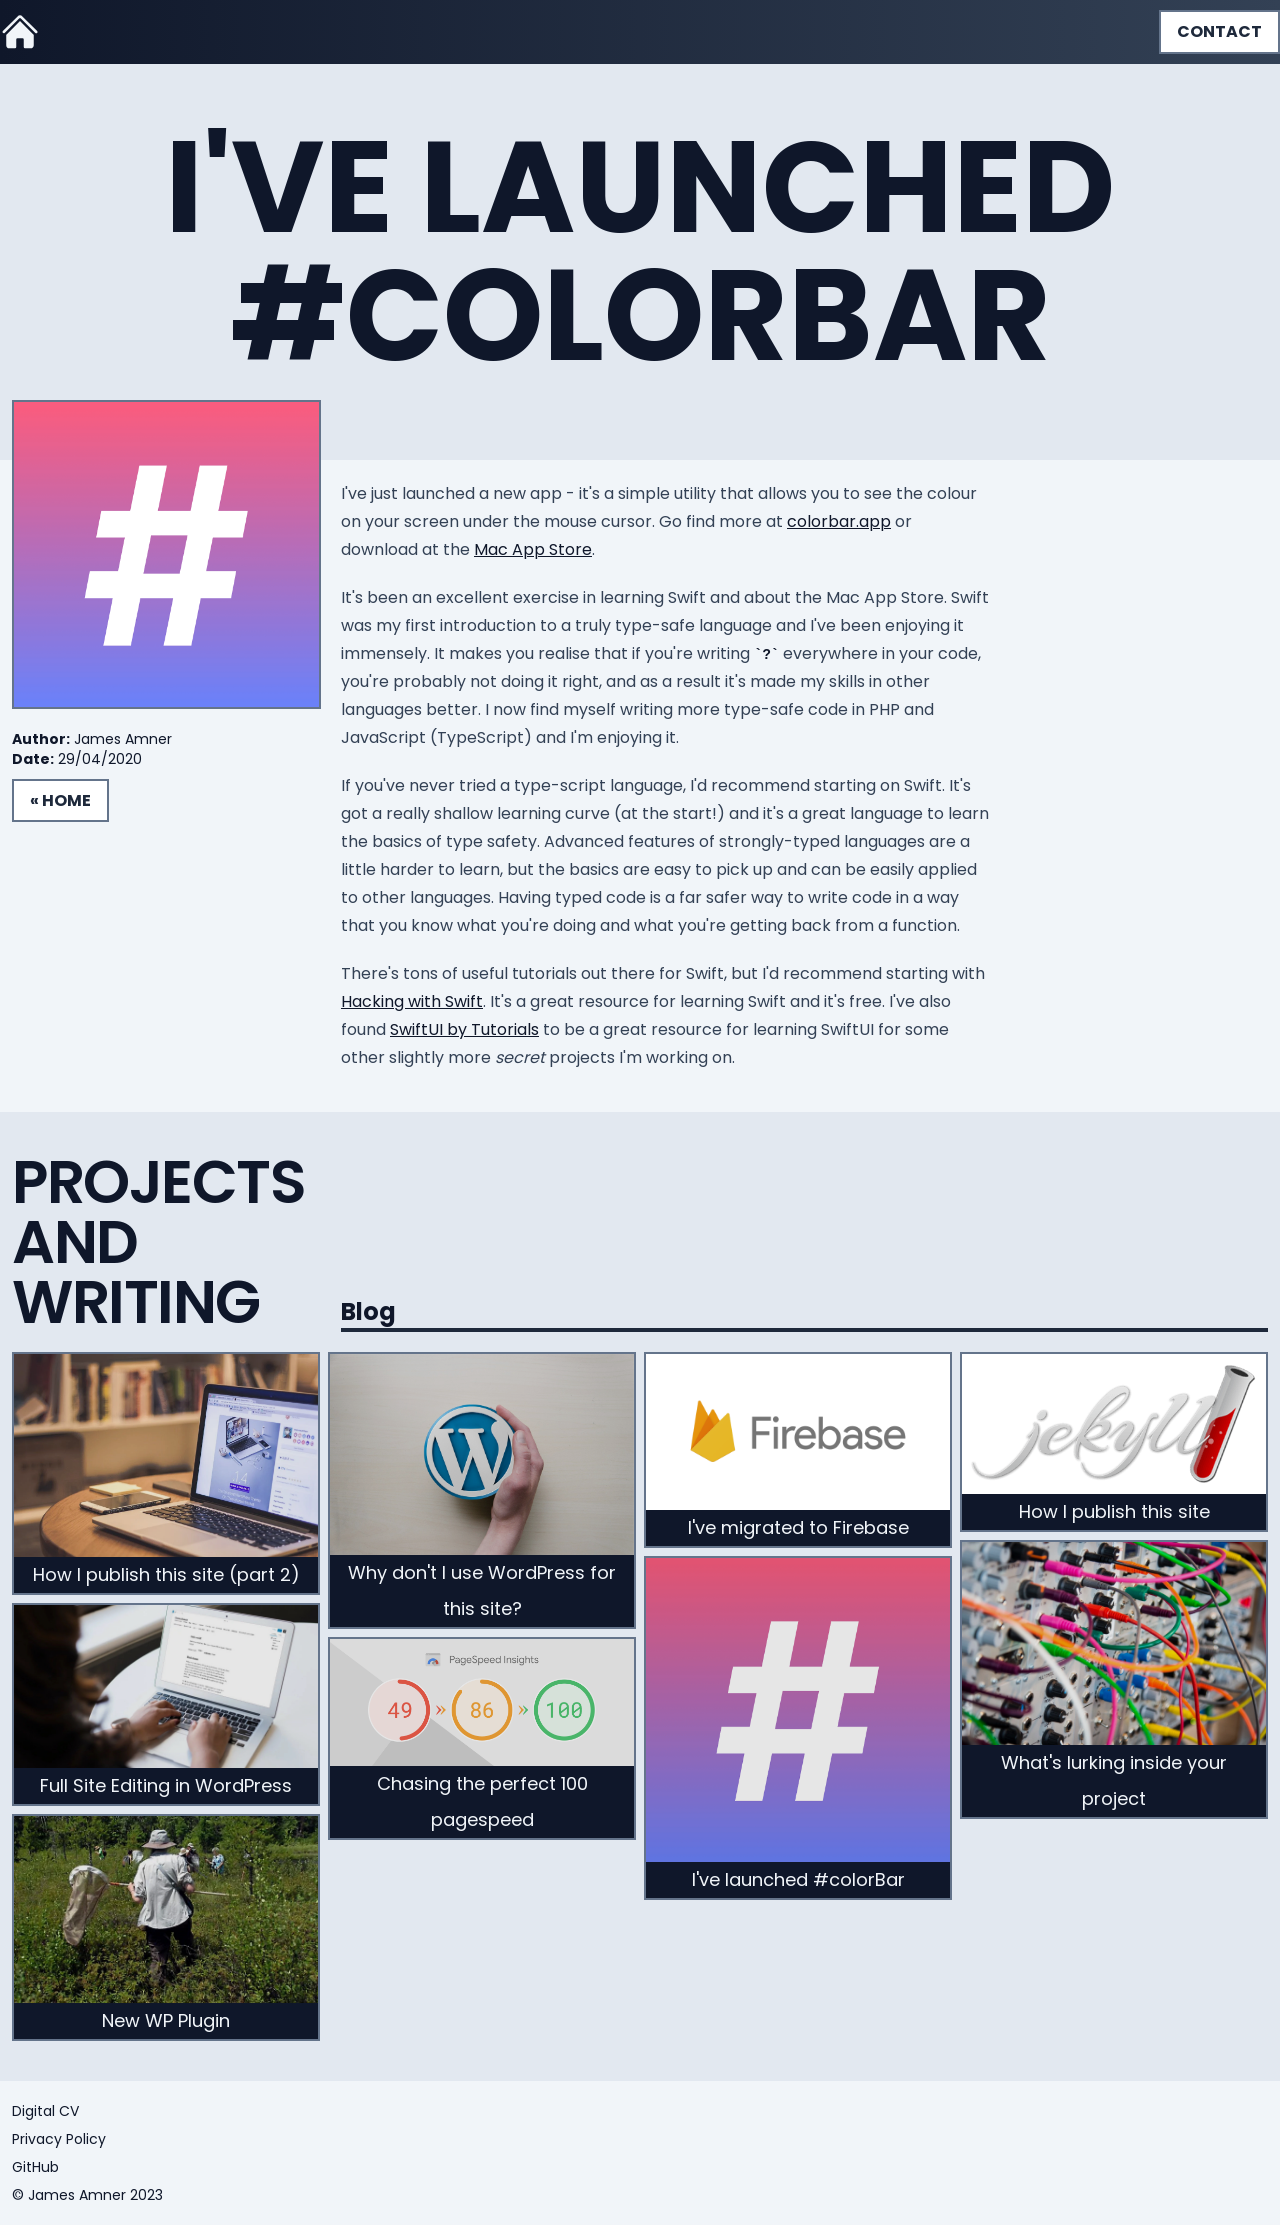 CONTACT
I'VE LAUNCHED
#COLORBAR
#
I've just launched a new app - it's a simple utility that allows you to see the colour
on your screen under the mouse cursor. Go find more at colorbar.app or
download at the Mac App Store.
It's been an excellent exercise in learning Swift and about the Mac App Store. Swift
was my first introduction to a truly type-safe language and I've been enjoying it
immensely. It makes you realise that if you're writing `?` everywhere in your code,
you're probably not doing it right, and as a result it's made my skills in other
languages better. I now find myself writing more type-safe code in PHP and
JavaScript (TypeScript) and I'm enjoying it.
If you've never tried a type-script language, I'd recommend starting on Swift. It's
got a really shallow learning curve (at the start!) and it's a great language to learn
the basics of type safety. Advanced features of strongly-typed languages are a
little harder to learn, but the basics are easy to pick up and can be easily applied
to other languages. Having typed code is a far safer way to write code in a way
that you know what you're doing and what you're getting back from a function.
There's tons of useful tutorials out there for Swift, but I'd recommend starting with
Hacking with Swift. It's a great resource for learning Swift and it's free. I've also
found SwiftUI by Tutorials to be a great resource for learning SwiftUI for some
other slightly more secret projects I'm working on.
Author: James Amner
Date: 29/04/2020
« HOME
PROJECTS
AND
WRITING
Blog
How I publish this site (part 2)
Full Site Editing in WordPress
New WP Plugin
W
Why don't I use WordPress for
this site?
PageSpeed Insights
49 » 86 » 100
Chasing the perfect 100
pagespeed
Firebase
I've migrated to Firebase
#
I've launched #colorBar
jekyll
How I publish this site
What's lurking inside your
project
Digital CV
Privacy Policy
GitHub
© James Amner 2023